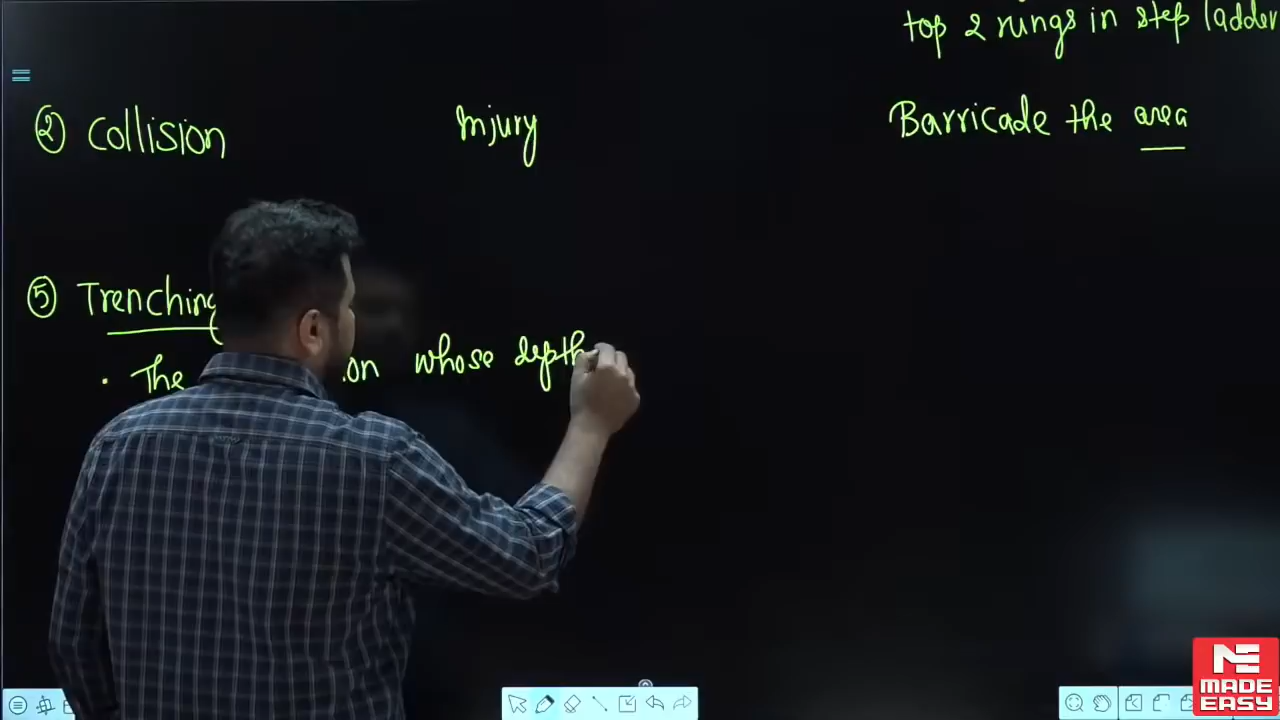 top 2 rungs in step ladder
② Collision Injury Barricade the area
⑤ Trenching
• The on whose depth
MADE EASY